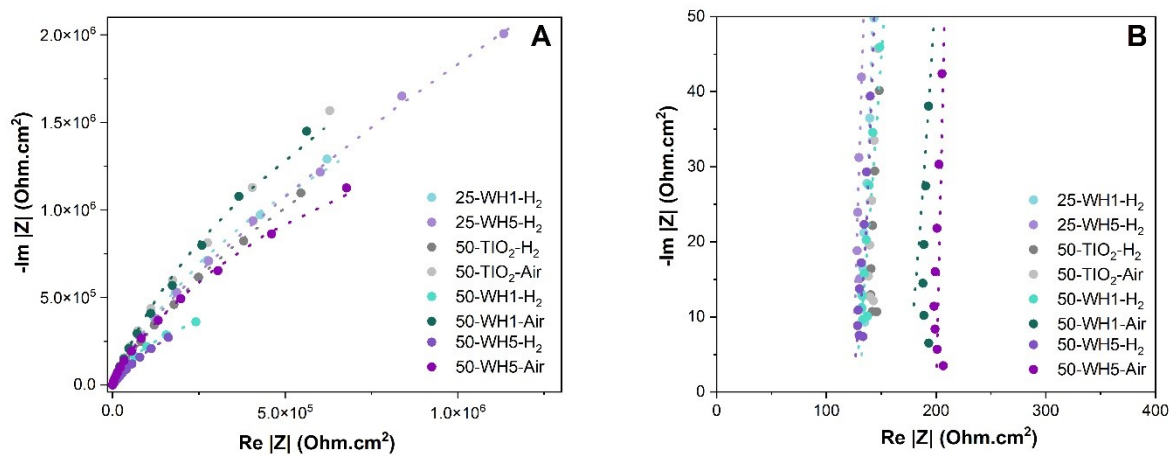 A
2.0×10⁶
1.5×10⁶
1.0×10⁶
5.0×10⁵
0.0
0.0
5.0×10⁵
1.0×10⁶
-Im |Z| (Ohm.cm²)
Re |Z| (Ohm.cm²)
25-WH1-H₂
25-WH5-H₂
50-TIO₂-H₂
50-TIO₂-Air
50-WH1-H₂
50-WH1-Air
50-WH5-H₂
50-WH5-Air
B
50
40
30
20
10
0
0
100
200
300
400
-Im |Z| (Ohm.cm²)
Re |Z| (Ohm.cm²)
25-WH1-H₂
25-WH5-H₂
50-TIO₂-H₂
50-TIO₂-Air
50-WH1-H₂
50-WH1-Air
50-WH5-H₂
50-WH5-Air